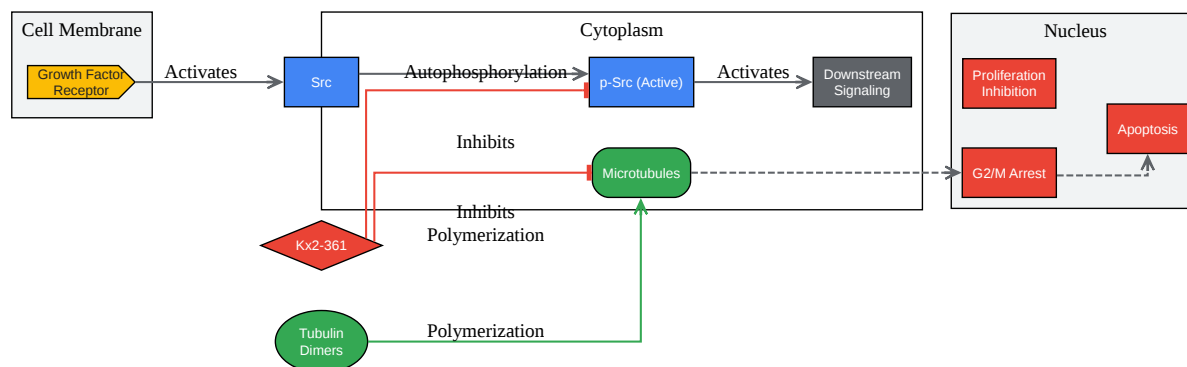 Cell Membrane
Growth Factor
Receptor
Activates
Src
Cytoplasm
Autophosphorylation
p-Src (Active)
Activates
Downstream
Signaling
Inhibits
Microtubules
Inhibits
Polymerization
Kx2-361
Polymerization
Tubulin
Dimers
Nucleus
Proliferation
Inhibition
Apoptosis
G2/M Arrest